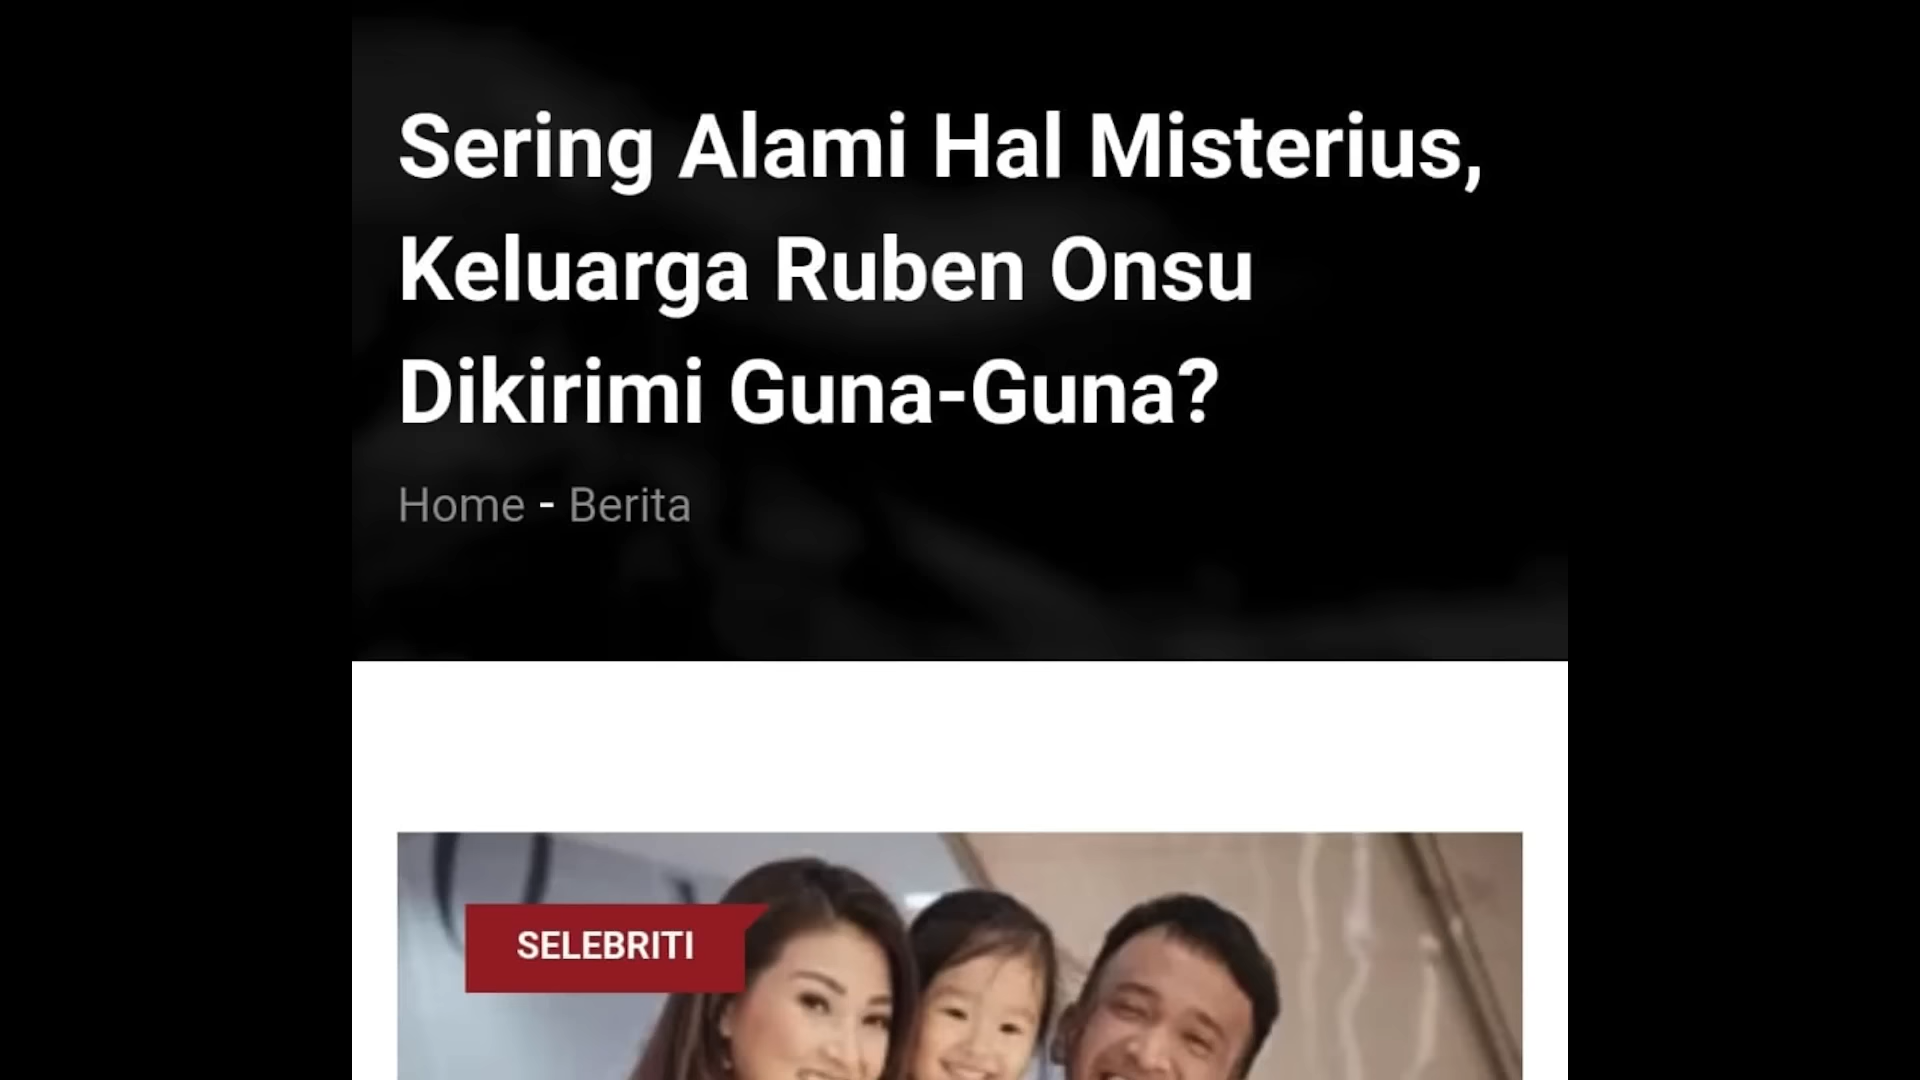 Sering Alami Hal Misterius,
Keluarga Ruben Onsu
Dikirimi Guna-Guna?
Home - Berita
SELEBRITI